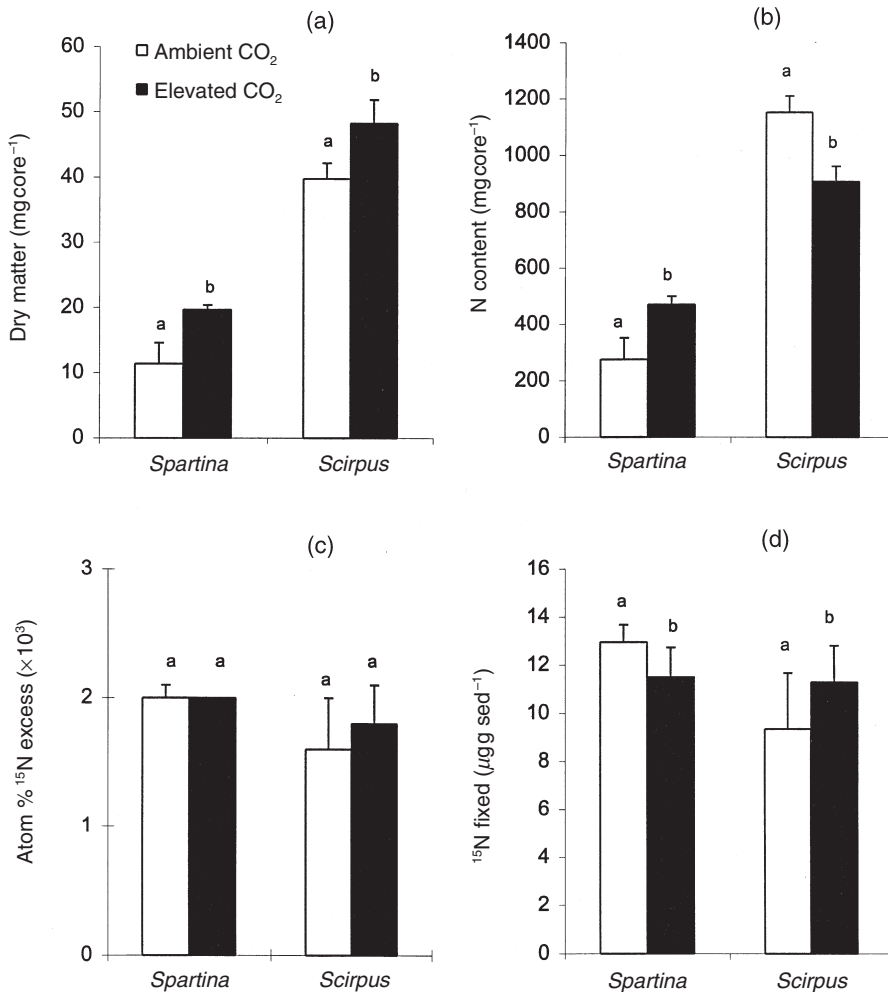 (a)
Ambient CO₂
Elevated CO₂
Dry matter (mgcore⁻¹)
60
50
40
30
20
10
0
a
b
a
b
Spartina
Scirpus
(b)
N content (mgcore⁻¹)
1400
1200
1000
800
600
400
200
0
a
b
a
b
Spartina
Scirpus
(c)
Atom % ¹⁵N excess (×10³)
3
2
1
0
a
a
a
a
Spartina
Scirpus
(d)
¹⁵N fixed (μgg sed⁻¹)
16
14
12
10
8
6
4
2
0
a
b
a
b
Spartina
Scirpus